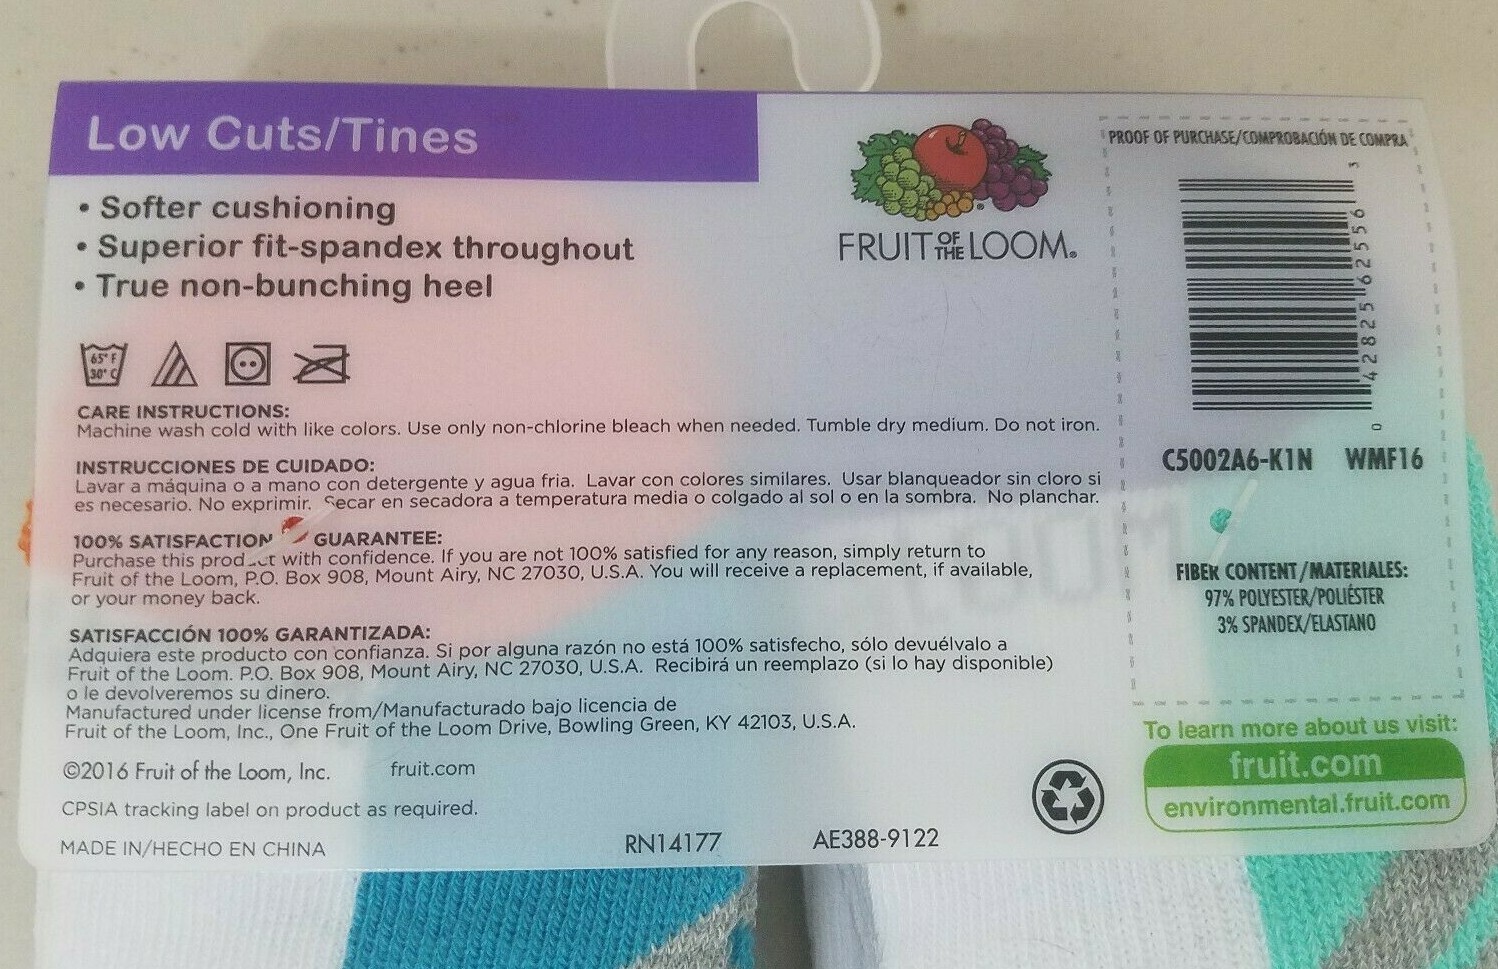 Low Cuts/Tines
• Softer cushioning
• Superior fit-spandex throughout
• True non-bunching heel
65° F
30° C
CARE INSTRUCTIONS:
Machine wash cold with like colors. Use only non-chlorine bleach when needed. Tumble dry medium. Do not iron.
INSTRUCCIONES DE CUIDADO:
Lavar a máquina o a mano con detergente y agua fria. Lavar con colores similares. Usar blanqueador sin cloro si
es necesario. No exprimir. Secar en secadora a temperatura media o colgado al sol o en la sombra. No planchar.
100% SATISFACTION GUARANTEE:
Purchase this product with confidence. If you are not 100% satisfied for any reason, simply return to
Fruit of the Loom, P.O. Box 908, Mount Airy, NC 27030, U.S.A. You will receive a replacement, if available,
or your money back.
SATISFACCIÓN 100% GARANTIZADA:
Adquiera este producto con confianza. Si por alguna razón no está 100% satisfecho, sólo devuélvalo a
Fruit of the Loom. P.O. Box 908, Mount Airy, NC 27030, U.S.A. Recibirá un reemplazo (si lo hay disponible)
o le devolveremos su dinero.
Manufactured under license from/Manufacturado bajo licencia de
Fruit of the Loom, Inc., One Fruit of the Loom Drive, Bowling Green, KY 42103, U.S.A.
©2016 Fruit of the Loom, Inc. fruit.com
CPSIA tracking label on product as required.
MADE IN/HECHO EN CHINA RN14177 AE388-9122
FRUIT OF THE LOOM®
PROOF OF PURCHASE/COMPROBACIÓN DE COMPRA
0 42825 62556 3
C5002A6-K1N WMF16
FIBER CONTENT/MATERIALES:
97% POLYESTER/POLIÉSTER
3% SPANDEX/ELASTANO
To learn more about us visit:
fruit.com
environmental.fruit.com
LOOM